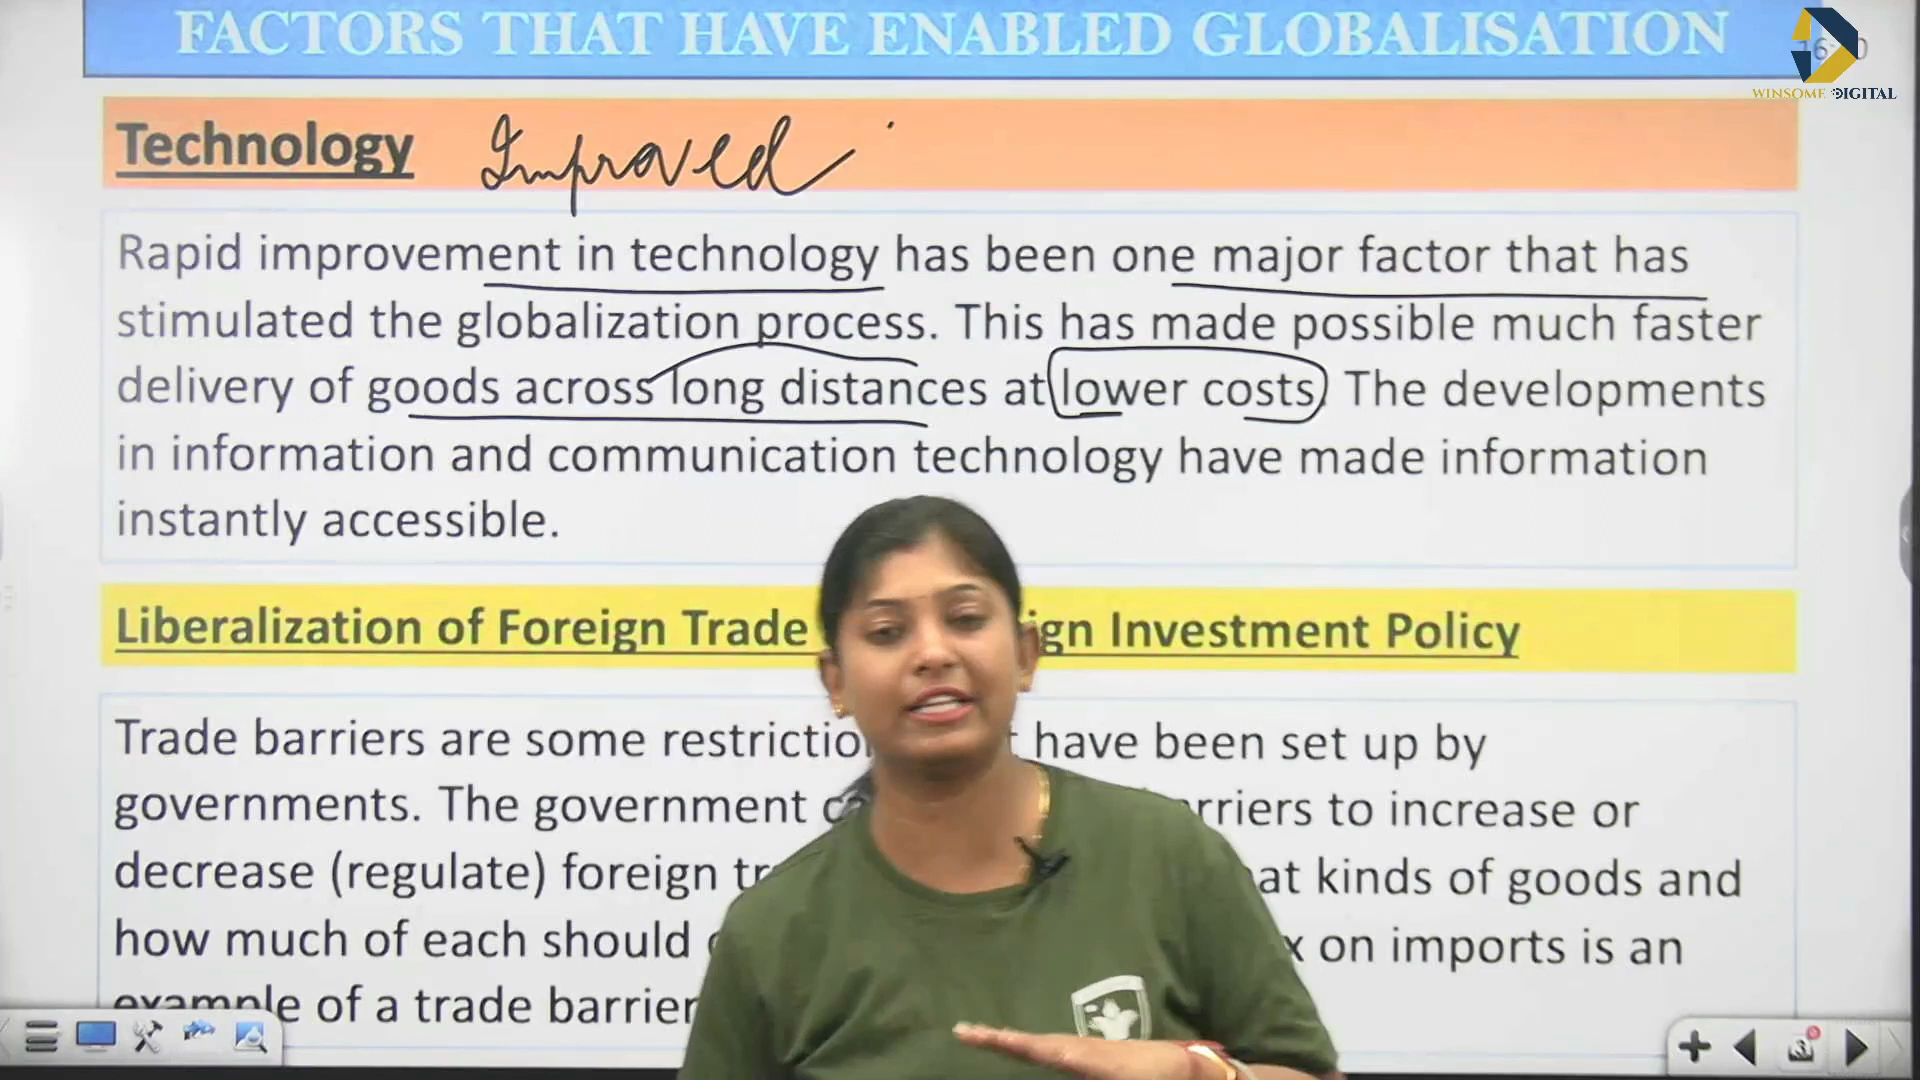 FACTORS THAT HAVE ENABLED GLOBALISATION
WINSOME DIGITAL
Technology Improved
Rapid improvement in technology has been one major factor that has
stimulated the globalization process. This has made possible much faster
delivery of goods across long distances at lower costs. The developments
in information and communication technology have made information
instantly accessible.
Liberalization of Foreign Trade ign Investment Policy
Trade barriers are some restriction have been set up by
governments. The government rriers to increase or
decrease (regulate) foreign tr at kinds of goods and
how much of each should x on imports is an
example of a trade barrier
3